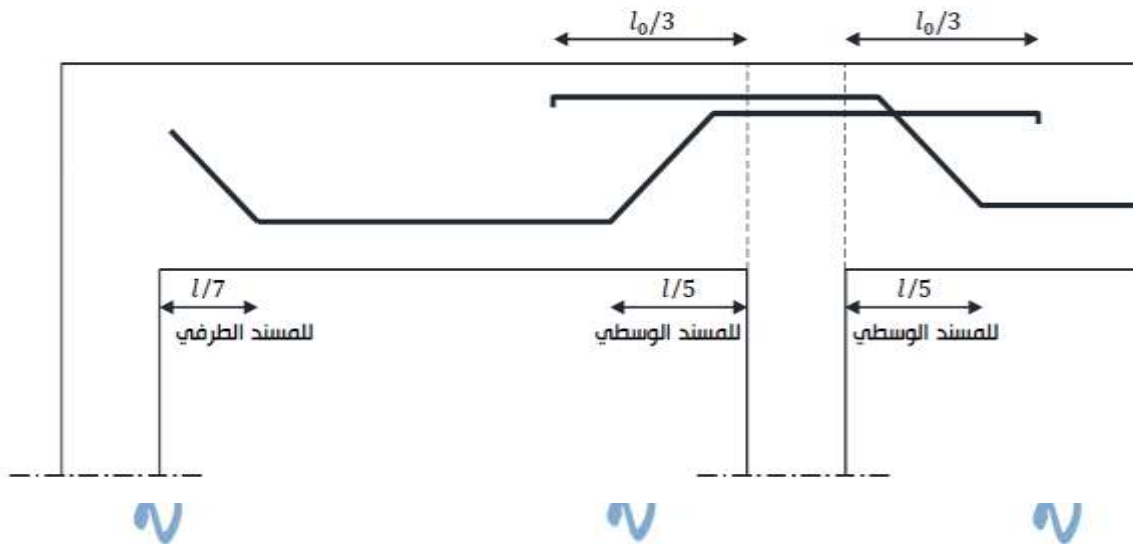 l₀/3 l₀/3
l/7 l/5 l/5
للمسند الطرفي للمسند الوسطي للمسند الوسطي